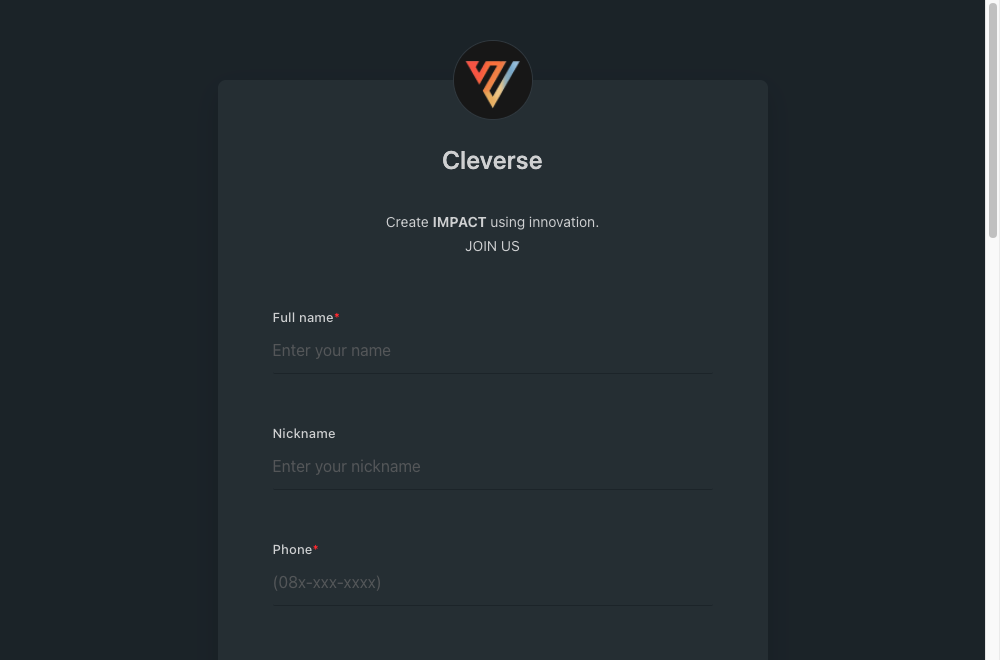 Cleverse
Create IMPACT using innovation.
JOIN US
Full name*
Enter your name
Nickname
Enter your nickname
Phone*
(08x-xxx-xxxx)